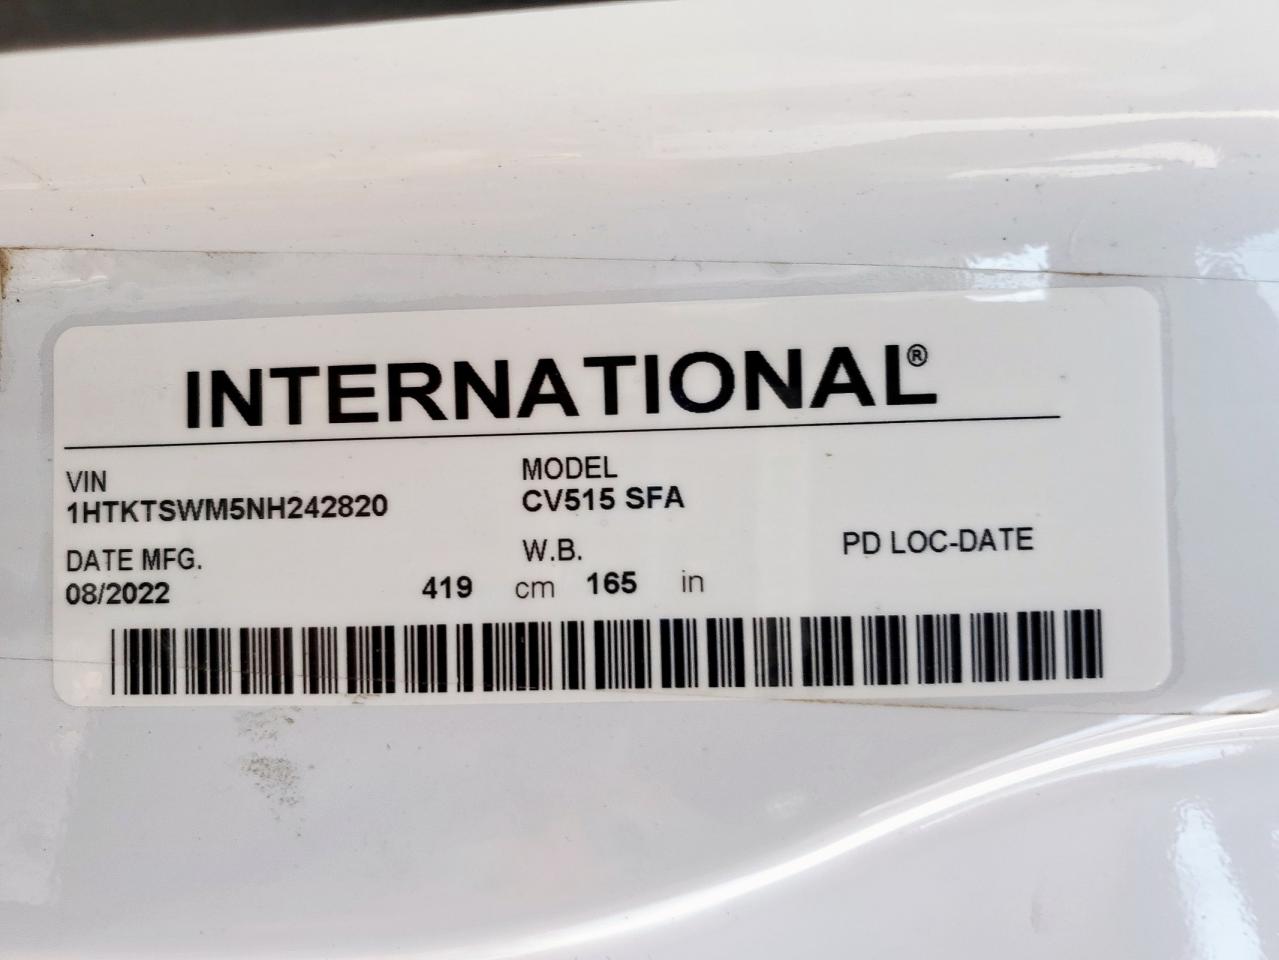 INTERNATIONAL®
VIN
1HTKTSWM5NH242820
MODEL
CV515 SFA
DATE MFG.
08/2022
W.B.
419 cm 165 in
PD LOC-DATE